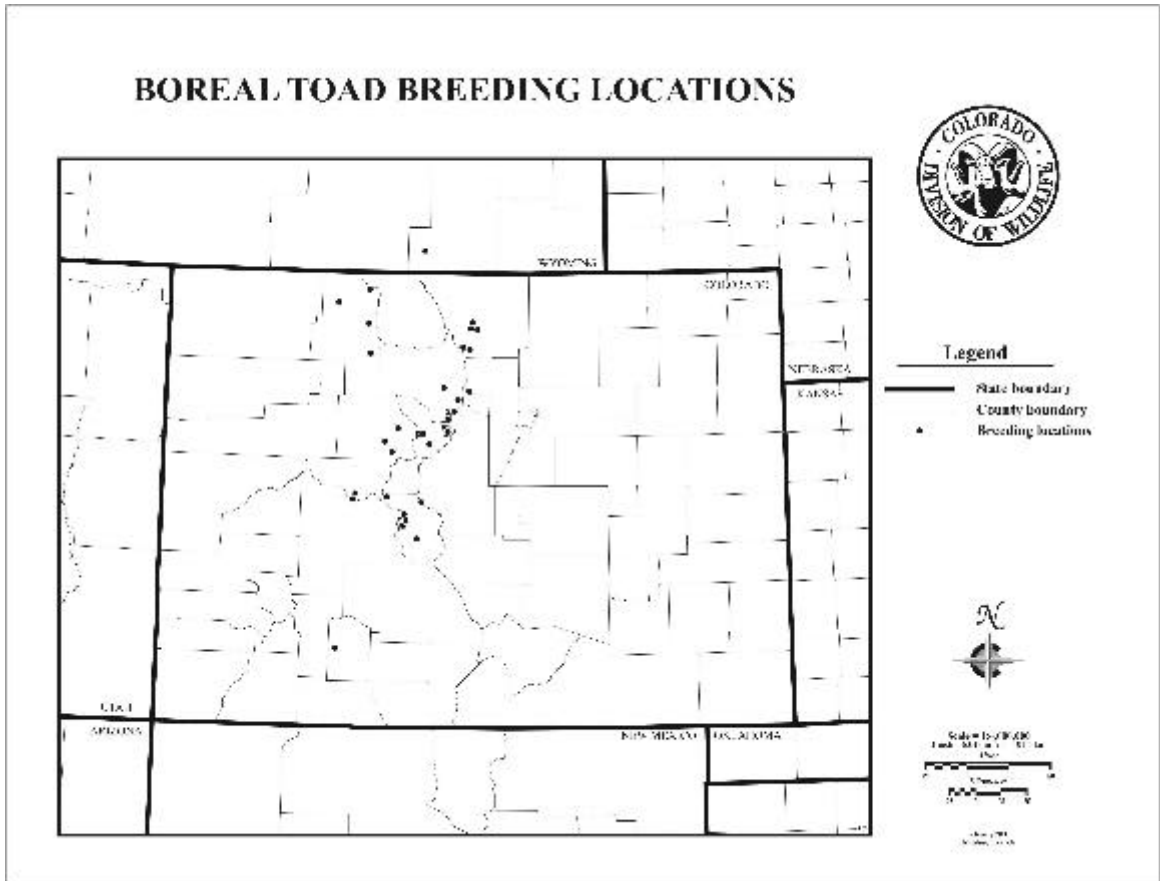 BOREAL TOAD BREEDING LOCATIONS
COLORADO
DIVISION OF WILDLIFE
WYOMING
COLORADO
NEBRASKA
KANSAS
UTAH
ARIZONA
NEW MEXICO
OKLAHOMA
Legend
State boundary
County boundary
Breeding locations
N